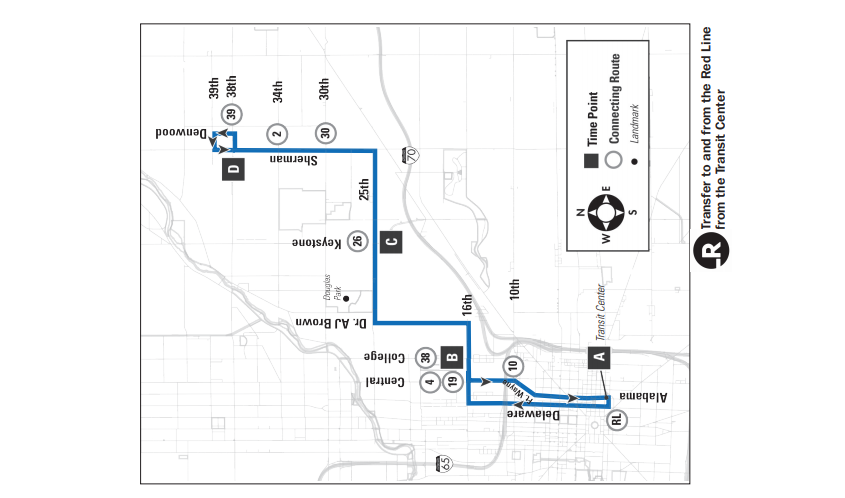 39th
38th
34th
30th
39
Denwood
2
30
Sherman
D
70
25th
Keystone
26
C
Douglas
Park
Dr. AJ Brown
16th
10th
College
38
B
Central
4
19
10
Ft. Wayne
Delaware
Alabama
A
Transit Center
RL
65
Time Point
Connecting Route
Landmark
N
W
E
S
R
Transfer to and from the Red Line
from the Transit Center